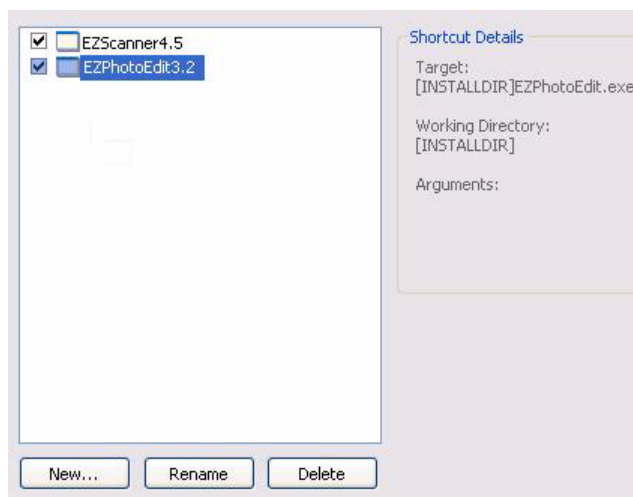 EZScanner4.5
EZPhotoEdit3.2
Shortcut Details
Target:
[INSTALLDIR]EZPhotoEdit.exe
Working Directory:
[INSTALLDIR]
Arguments:
New...
Rename
Delete